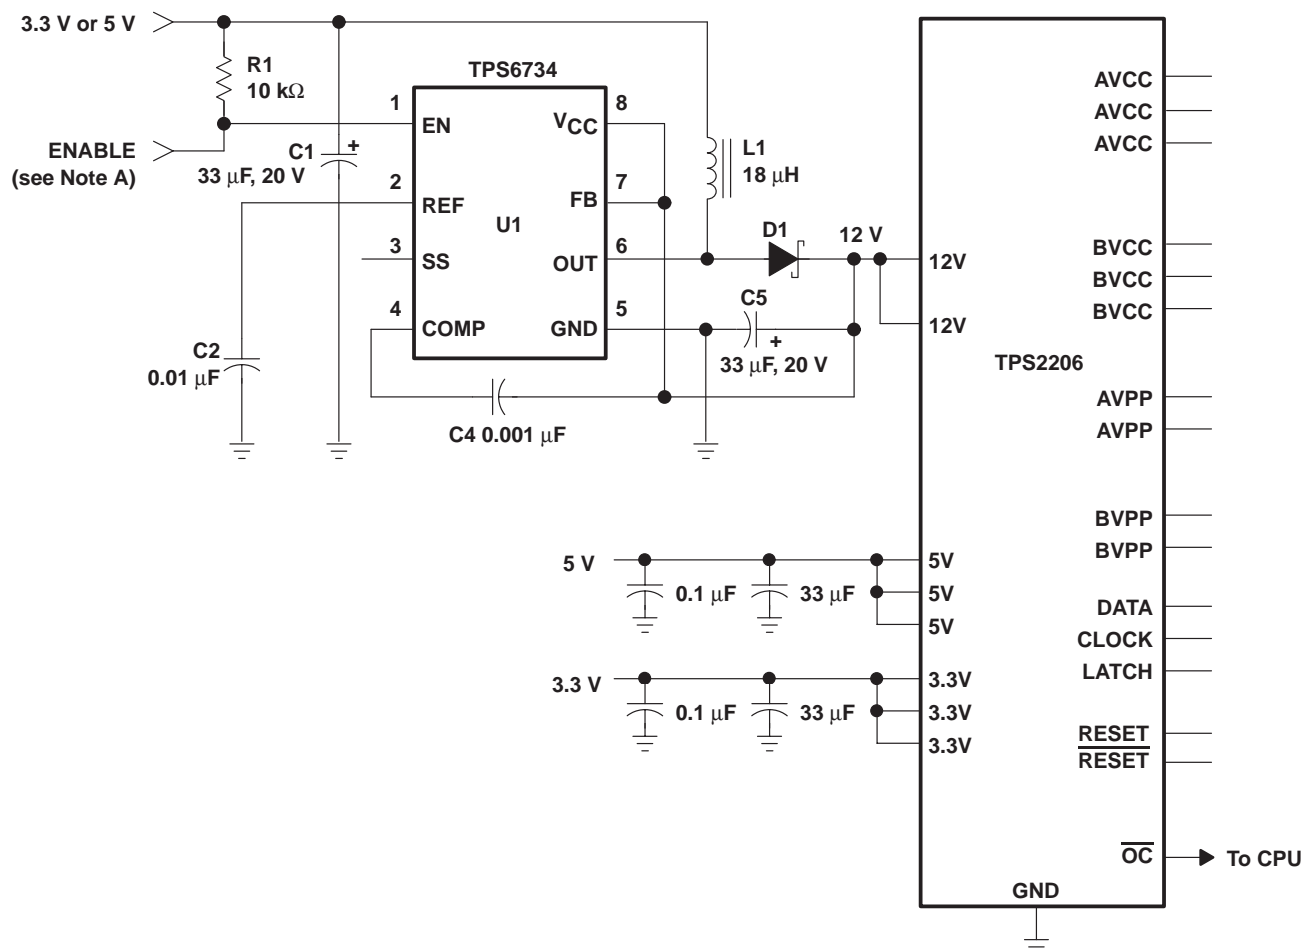 3.3 V or 5 V
R1
10 kΩ
ENABLE
(see Note A)
C1
+
33 μF, 20 V
C2
0.01 μF
TPS6734
1
EN
2
REF
3
SS
4
COMP
U1
8
VCC
7
FB
6
OUT
5
GND
C4 0.001 μF
L1
18 μH
D1
12 V
C5
+
33 μF, 20 V
12V
12V
TPS2206
AVCC
AVCC
AVCC
BVCC
BVCC
BVCC
AVPP
AVPP
BVPP
BVPP
5 V
0.1 μF
33 μF
5V
5V
5V
3.3 V
0.1 μF
33 μF
3.3V
3.3V
3.3V
DATA
CLOCK
LATCH
RESET
RESET
OC
To CPU
GND